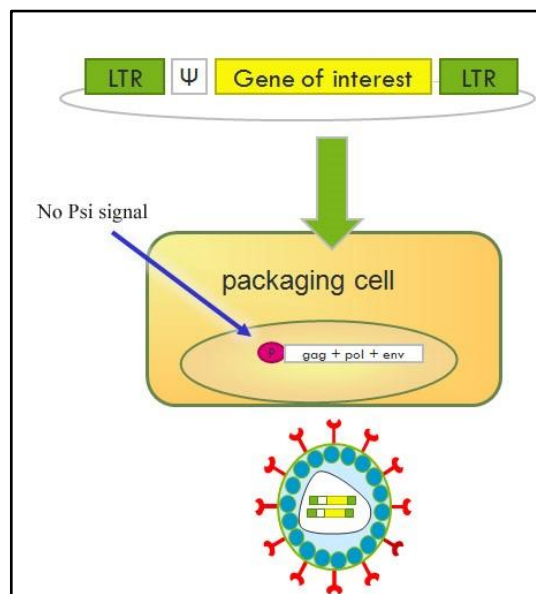 LTR Ψ Gene of interest LTR
No Psi signal
packaging cell
P gag + pol + env